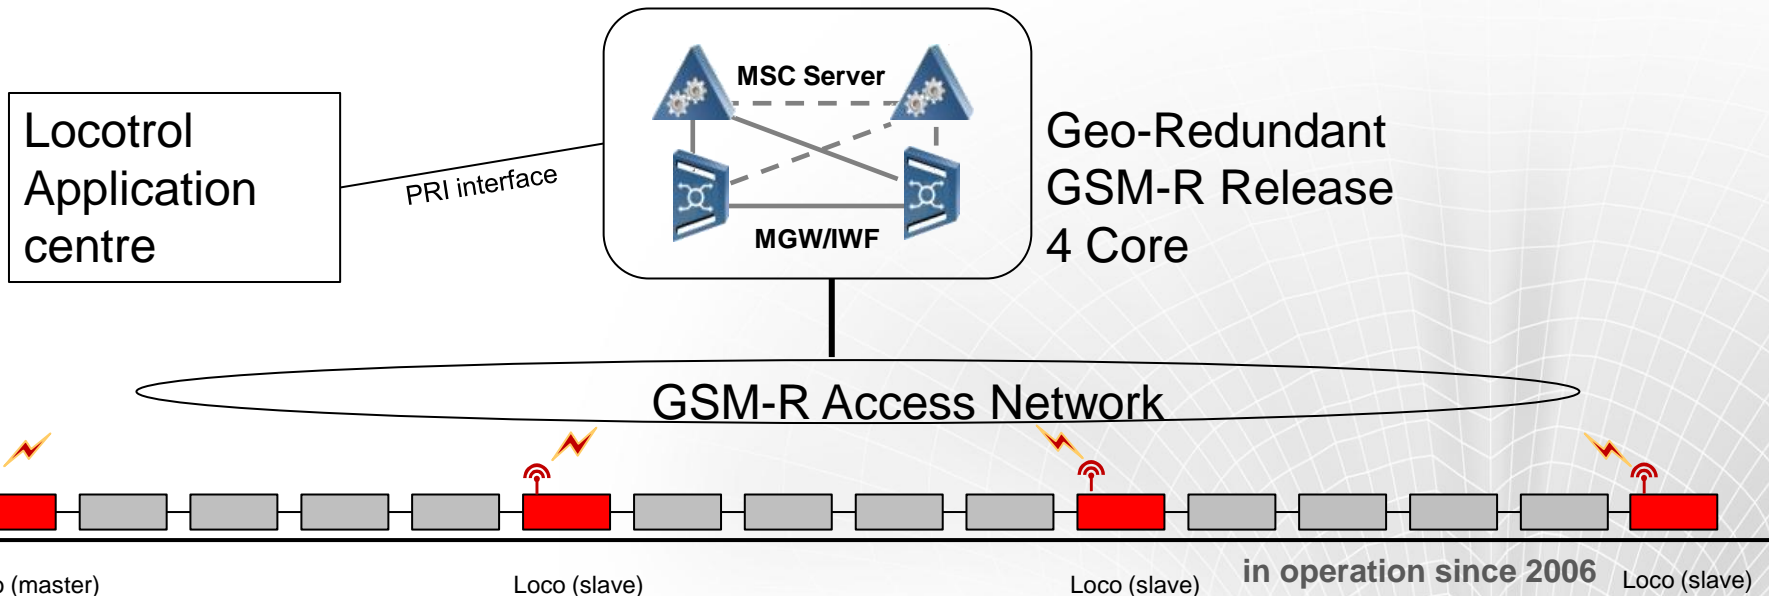 MSC Server
Locotrol
Application
centre
PRI interface
Geo-Redundant
GSM-R Release
4 Core
MGW/IWF
GSM-R Access Network
in operation since 2006
(master)
Loco (slave)
Loco (slave)
Loco (slave)